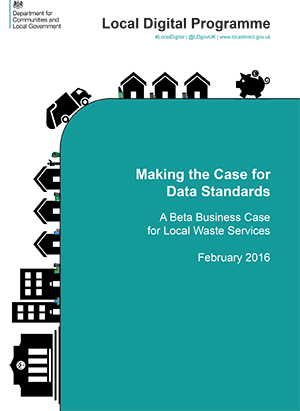 Department for
Communities and
Local Government
Local Digital Programme
#LocalDigital | @LDgovUK | www.localdirect.gov.uk
Making the Case for
Data Standards
A Beta Business Case
for Local Waste Services
February 2016